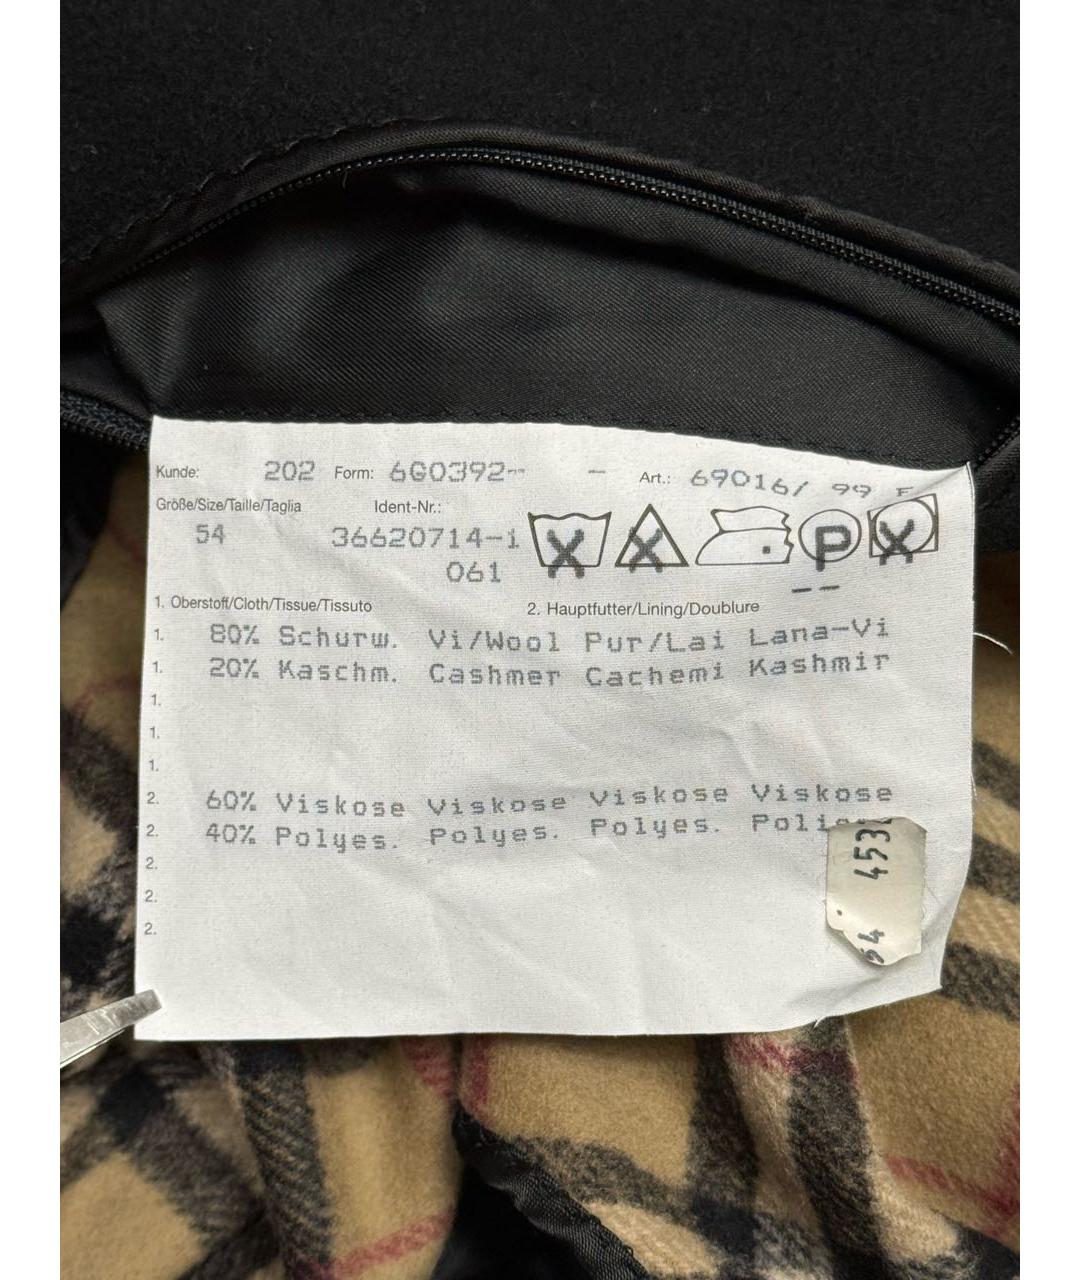 Kunde: 202 Form: 6G0392-- - Art.: 69016/ 99 F
Größe/Size/Taille/Taglia Ident-Nr.:
54 36620714-1
061
P
1. Oberstoff/Cloth/Tissue/Tissuto 2. Hauptfutter/Lining/Doublure
1. 80% Schurw. Vi/Wool Pur/Lai Lana-Vi
1. 20% Kaschm. Cashmer Cachemi Kashmir
1.
1.
1.
2. 60% Viskose Viskose Viskose Viskose
2. 40% Polyes. Polyes. Polyes.
2.
2.
2.